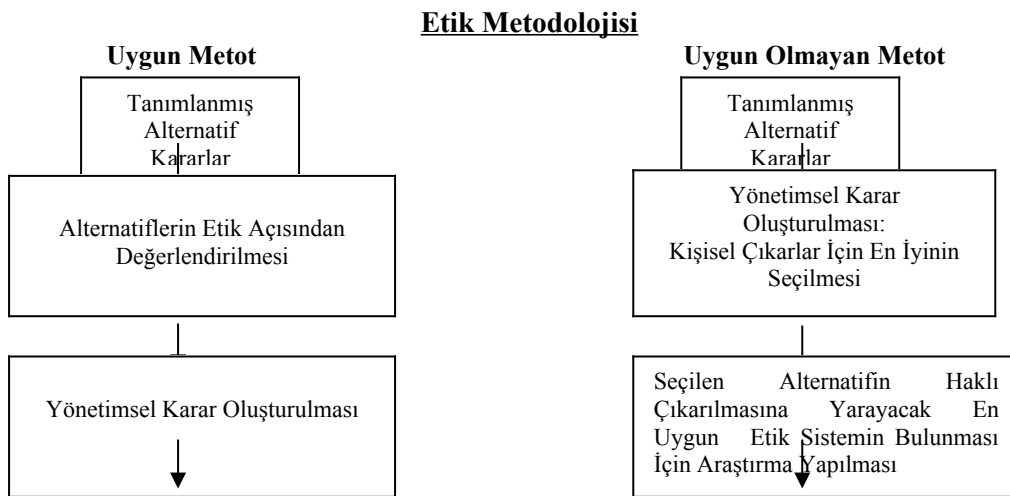 Etik Metodolojisi
Uygun Metot
Tanımlanmış
Alternatif
Kararlar
Alternatiflerin Etik Açısından
Değerlendirilmesi
Yönetimsel Karar Oluşturulması
Uygun Olmayan Metot
Tanımlanmış
Alternatif
Kararlar
Yönetimsel Karar
Oluşturulması:
Kişisel Çıkarlar İçin En İyinin
Seçilmesi
Seçilen Alternatifin Haklı
Çıkarılmasına Yarayacak En
Uygun Etik Sistemin Bulunması
İçin Araştırma Yapılması